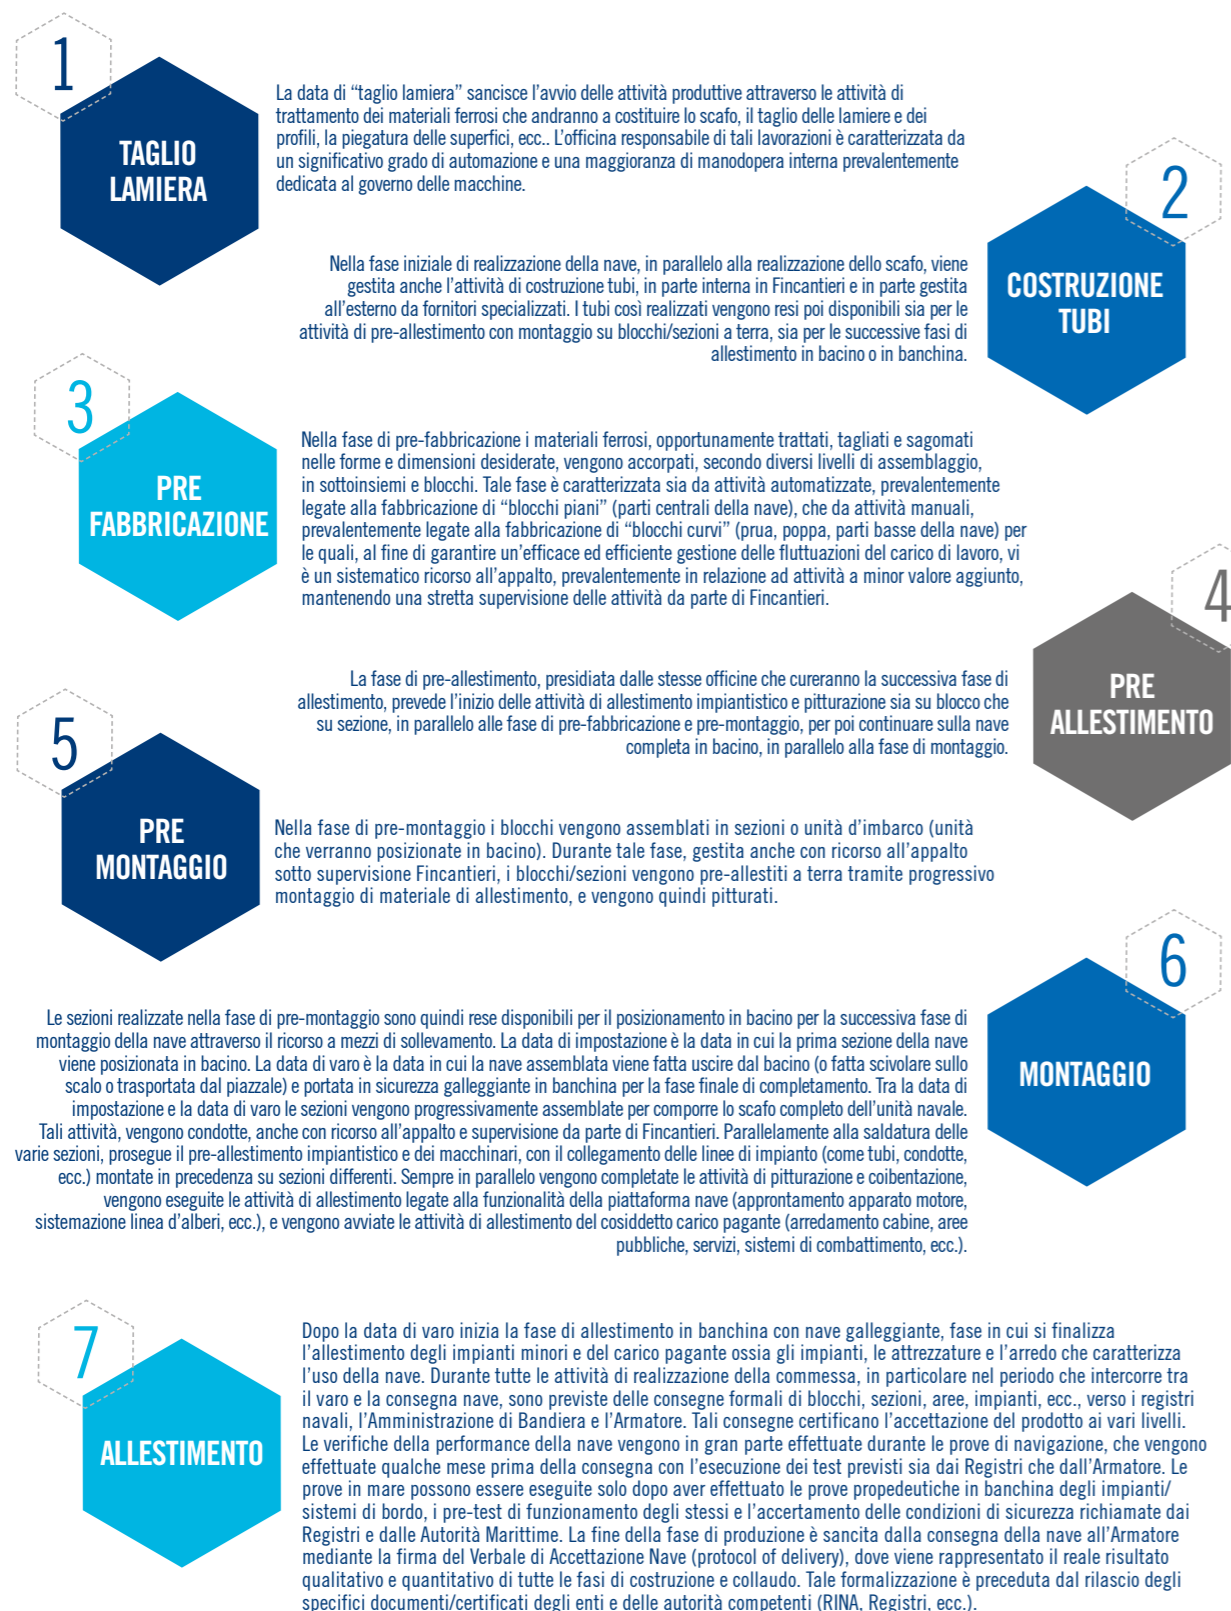 1
TAGLIO
LAMIERA
La data di “taglio lamiera” sancisce l’avvio delle attività produttive attraverso le attività di
trattamento dei materiali ferrosi che andranno a costituire lo scafo, il taglio delle lamiere e dei
profili, la piegatura delle superfici, ecc.. L’officina responsabile di tali lavorazioni è caratterizzata da
un significativo grado di automazione e una maggioranza di manodopera interna prevalentemente
dedicata al governo delle macchine.
2
COSTRUZIONE
TUBI
Nella fase iniziale di realizzazione della nave, in parallelo alla realizzazione dello scafo, viene
gestita anche l’attività di costruzione tubi, in parte interna in Fincantieri e in parte gestita
all’esterno da fornitori specializzati. I tubi così realizzati vengono resi poi disponibili sia per le
attività di pre-allestimento con montaggio su blocchi/sezioni a terra, sia per le successive fasi di
allestimento in bacino o in banchina.
3
PRE
FABBRICAZIONE
Nella fase di pre-fabbricazione i materiali ferrosi, opportunamente trattati, tagliati e sagomati
nelle forme e dimensioni desiderate, vengono accorpati, secondo diversi livelli di assemblaggio,
in sottoinsiemi e blocchi. Tale fase è caratterizzata sia da attività automatizzate, prevalentemente
legate alla fabbricazione di “blocchi piani” (parti centrali della nave), che da attività manuali,
prevalentemente legate alla fabbricazione di “blocchi curvi” (prua, poppa, parti basse della nave) per
le quali, al fine di garantire un’efficace ed efficiente gestione delle fluttuazioni del carico di lavoro, vi
è un sistematico ricorso all’appalto, prevalentemente in relazione ad attività a minor valore aggiunto,
mantenendo una stretta supervisione delle attività da parte di Fincantieri.
4
PRE
ALLESTIMENTO
La fase di pre-allestimento, presidiata dalle stesse officine che cureranno la successiva fase di
allestimento, prevede l’inizio delle attività di allestimento impiantistico e pitturazione sia su blocco che
su sezione, in parallelo alle fase di pre-fabbricazione e pre-montaggio, per poi continuare sulla nave
completa in bacino, in parallelo alla fase di montaggio.
5
PRE
MONTAGGIO
Nella fase di pre-montaggio i blocchi vengono assemblati in sezioni o unità d’imbarco (unità
che verranno posizionate in bacino). Durante tale fase, gestita anche con ricorso all’appalto
sotto supervisione Fincantieri, i blocchi/sezioni vengono pre-allestiti a terra tramite progressivo
montaggio di materiale di allestimento, e vengono quindi pitturati.
6
MONTAGGIO
Le sezioni realizzate nella fase di pre-montaggio sono quindi rese disponibili per il posizionamento in bacino per la successiva fase di
montaggio della nave attraverso il ricorso a mezzi di sollevamento. La data di impostazione è la data in cui la prima sezione della nave
viene posizionata in bacino. La data di varo è la data in cui la nave assemblata viene fatta uscire dal bacino (o fatta scivolare sullo
scalo o trasportata dal piazzale) e portata in sicurezza galleggiante in banchina per la fase finale di completamento. Tra la data di
impostazione e la data di varo le sezioni vengono progressivamente assemblate per comporre lo scafo completo dell’unità navale.
Tali attività, vengono condotte, anche con ricorso all’appalto e supervisione da parte di Fincantieri. Parallelamente alla saldatura delle
varie sezioni, prosegue il pre-allestimento impiantistico e dei macchinari, con il collegamento delle linee di impianto (come tubi, condotte,
ecc.) montate in precedenza su sezioni differenti. Sempre in parallelo vengono completate le attività di pitturazione e coibentazione,
vengono eseguite le attività di allestimento legate alla funzionalità della piattaforma nave (approntamento apparato motore,
sistemazione linea d’alberi, ecc.), e vengono avviate le attività di allestimento del cosiddetto carico pagante (arredamento cabine, aree
pubbliche, servizi, sistemi di combattimento, ecc.).
7
ALLESTIMENTO
Dopo la data di varo inizia la fase di allestimento in banchina con nave galleggiante, fase in cui si finalizza
l’allestimento degli impianti minori e del carico pagante ossia gli impianti, le attrezzature e l’arredo che caratterizza
l’uso della nave. Durante tutte le attività di realizzazione della commessa, in particolare nel periodo che intercorre tra
il varo e la consegna nave, sono previste delle consegne formali di blocchi, sezioni, aree, impianti, ecc., verso i registri
navali, l’Amministrazione di Bandiera e l’Armatore. Tali consegne certificano l’accettazione del prodotto ai vari livelli.
Le verifiche della performance della nave vengono in gran parte effettuate durante le prove di navigazione, che vengono
effettuate qualche mese prima della consegna con l’esecuzione dei test previsti sia dai Registri che dall’Armatore. Le
prove in mare possono essere eseguite solo dopo aver effettuato le prove propedeutiche in banchina degli impianti/
sistemi di bordo, i pre-test di funzionamento degli stessi e l’accertamento delle condizioni di sicurezza richiamate dai
Registri e dalle Autorità Marittime. La fine della fase di produzione è sancita dalla consegna della nave all’Armatore
mediante la firma del Verbale di Accettazione Nave (protocol of delivery), dove viene rappresentato il reale risultato
qualitativo e quantitativo di tutte le fasi di costruzione e collaudo. Tale formalizzazione è preceduta dal rilascio degli
specifici documenti/certificati degli enti e delle autorità competenti (RINA, Registri, ecc.).